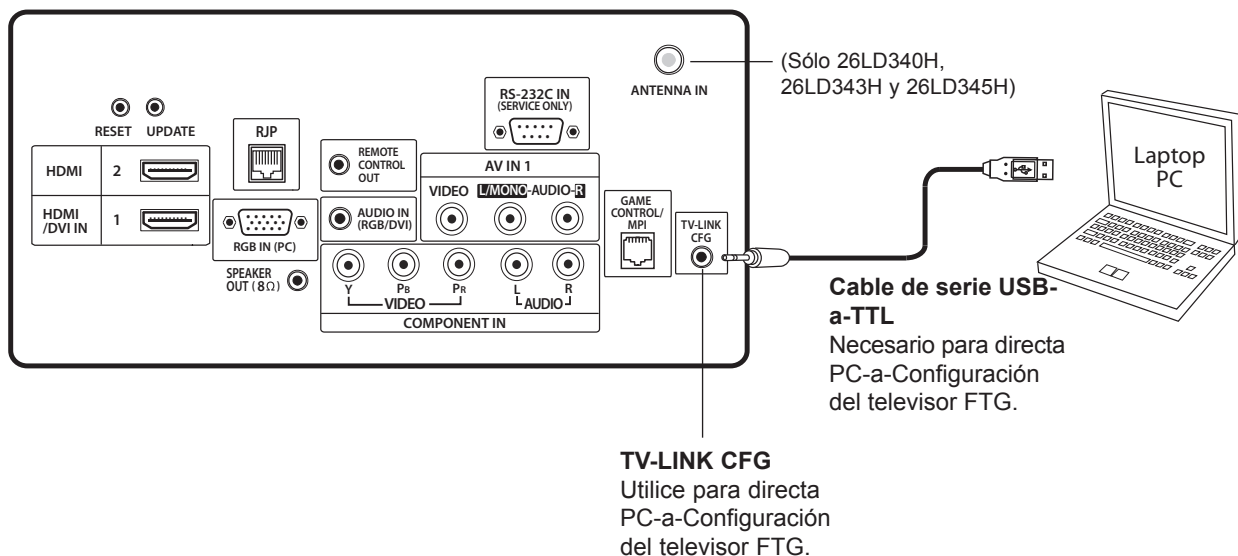 (Sólo 26LD340H,
26LD343H y 26LD345H)
ANTENNA IN
RS-232C IN
(SERVICE ONLY)
RESET UPDATE
RJP
HDMI 2
HDMI
/DVI IN 1
RGB IN (PC)
SPEAKER
OUT (8Ω)
REMOTE
CONTROL
OUT
AUDIO IN
(RGB/DVI)
AV IN 1
VIDEO L/MONO-AUDIO-R
Y PB PR L R
VIDEO AUDIO
COMPONENT IN
GAME
CONTROL/
MPI
TV-LINK
CFG
Laptop
PC
Cable de serie USB-
a-TTL
Necesario para directa
PC-a-Configuración
del televisor FTG.
TV-LINK CFG
Utilice para directa
PC-a-Configuración
del televisor FTG.